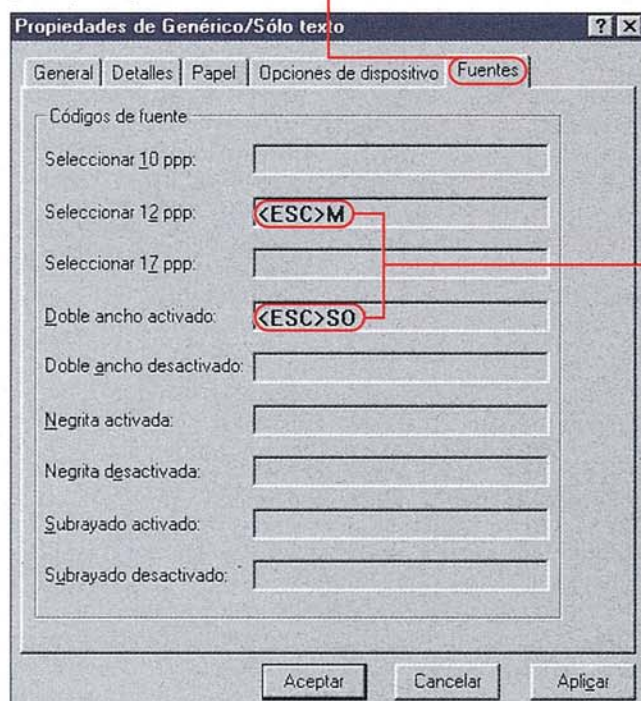 Propiedades de Genérico/Sólo texto ? X
General Detalles Papel Opciones de dispositivo Fuentes
Códigos de fuente
Seleccionar 10 ppp:
Seleccionar 12 ppp: <ESC>M
Seleccionar 17 ppp:
Doble ancho activado: <ESC>SO
Doble ancho desactivado:
Negrita activada:
Negrita desactivada:
Subrayado activado:
Subrayado desactivado:
Aceptar Cancelar Aplicar